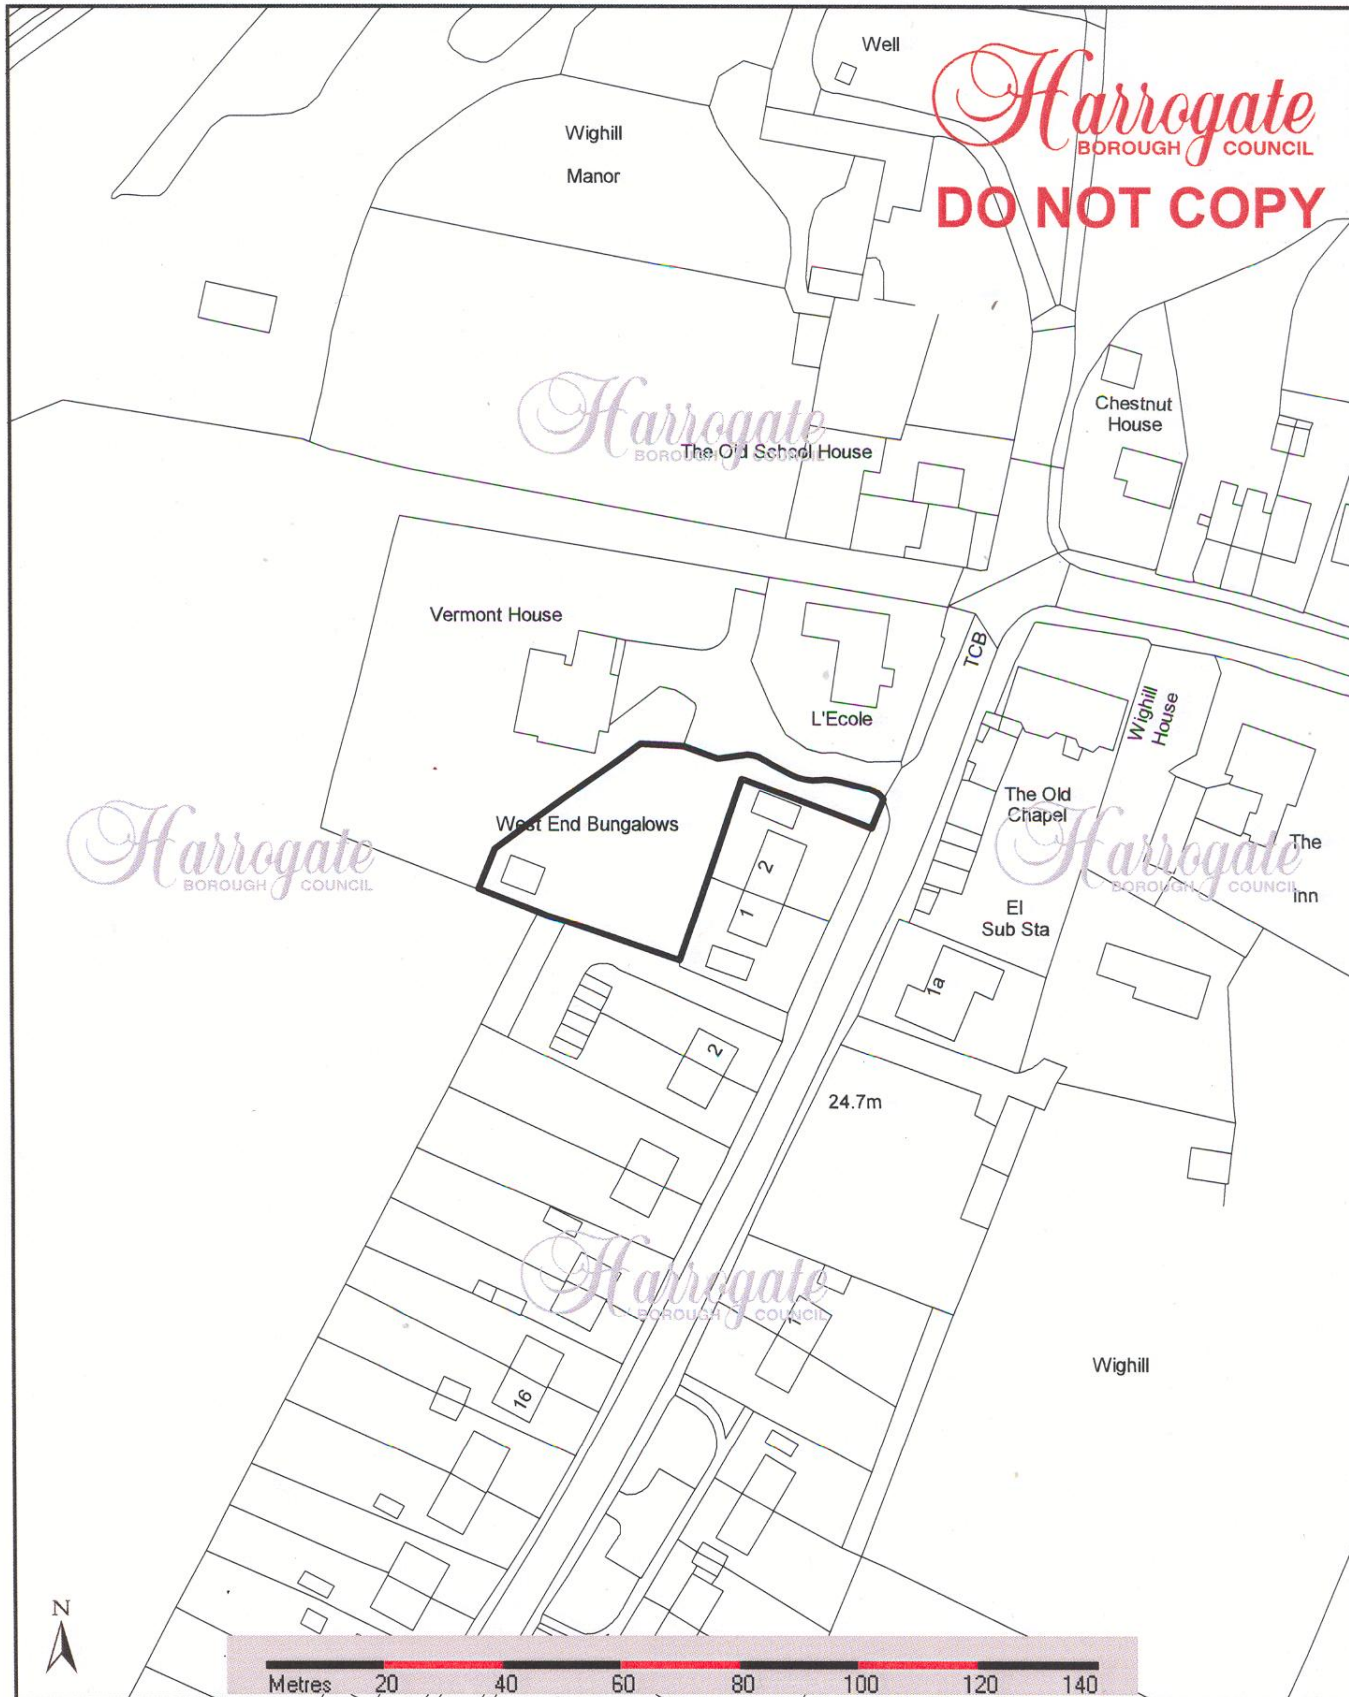 Well
Harrogate
BOROUGH COUNCIL
DO NOT COPY
Wighill
Manor
Chestnut
House
Harrogate
BOROUGH COUNCIL
The Old School House
Vermont House
TCB
L'Ecole
Wighill
House
The Old
Chapel
West End Bungalows
Harrogate
BOROUGH COUNCIL
Harrogate
BOROUGH COUNCIL
The
Inn
2
1
El
Sub Sta
1a
2
24.7m
Harrogate
BOROUGH COUNCIL
1
Wighill
16
N
Metres 20 40 60 80 100 120 140